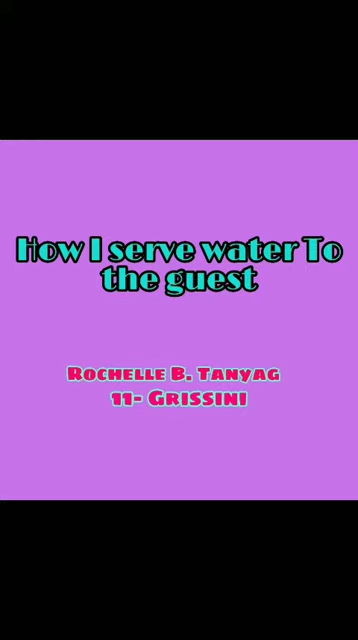 How I serve water To
the guest
Rochelle B. Tanyag
11- Grissini